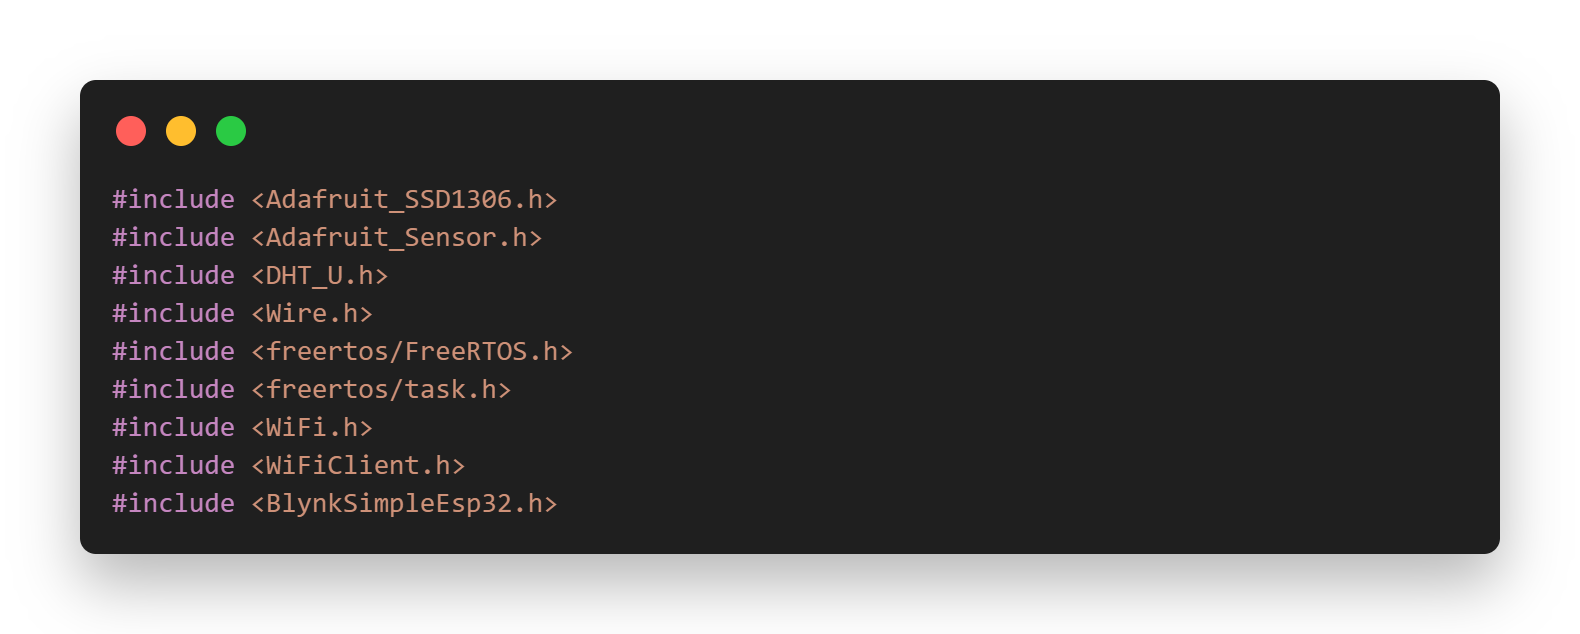 #include <Adafruit_SSD1306.h>
#include <Adafruit_Sensor.h>
#include <DHT_U.h>
#include <Wire.h>
#include <freertos/FreeRTOS.h>
#include <freertos/task.h>
#include <WiFi.h>
#include <WiFiClient.h>
#include <BlynkSimpleEsp32.h>